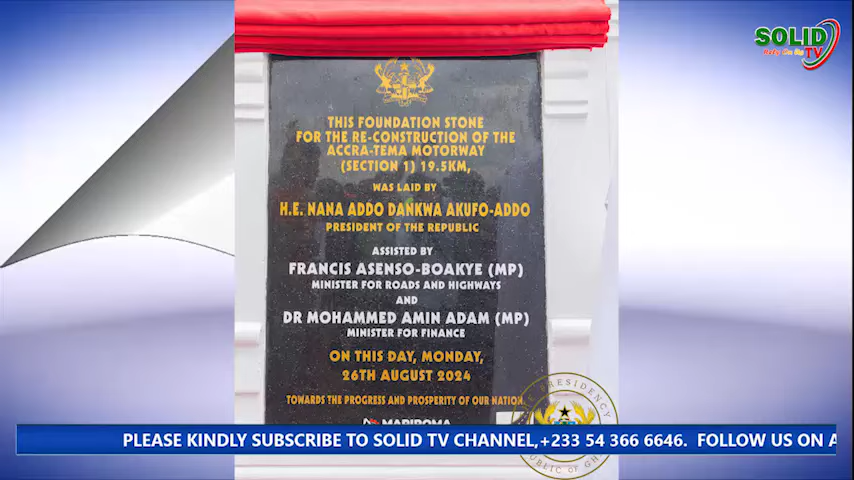 SOLID
TV
THIS FOUNDATION STONE
FOR THE RE-CONSTRUCTION OF THE
ACCRA-TEMA MOTORWAY
(SECTION 1) 19.5KM,
WAS LAID BY
H.E. NANA ADDO DANKWA AKUFO-ADDO
PRESIDENT OF THE REPUBLIC
ASSISTED BY
FRANCIS ASENSO-BOAKYE (MP)
MINISTER FOR ROADS AND HIGHWAYS
AND
DR MOHAMMED AMIN ADAM (MP)
MINISTER FOR FINANCE
ON THIS DAY, MONDAY,
26TH AUGUST 2024
TOWARDS THE PROGRESS AND PROSPERITY OF OUR NATION.
MARIPOMA
PRESIDENCY
PLEASE KINDLY SUBSCRIBE TO SOLID TV CHANNEL,+233 54 366 6646. FOLLOW US ON A